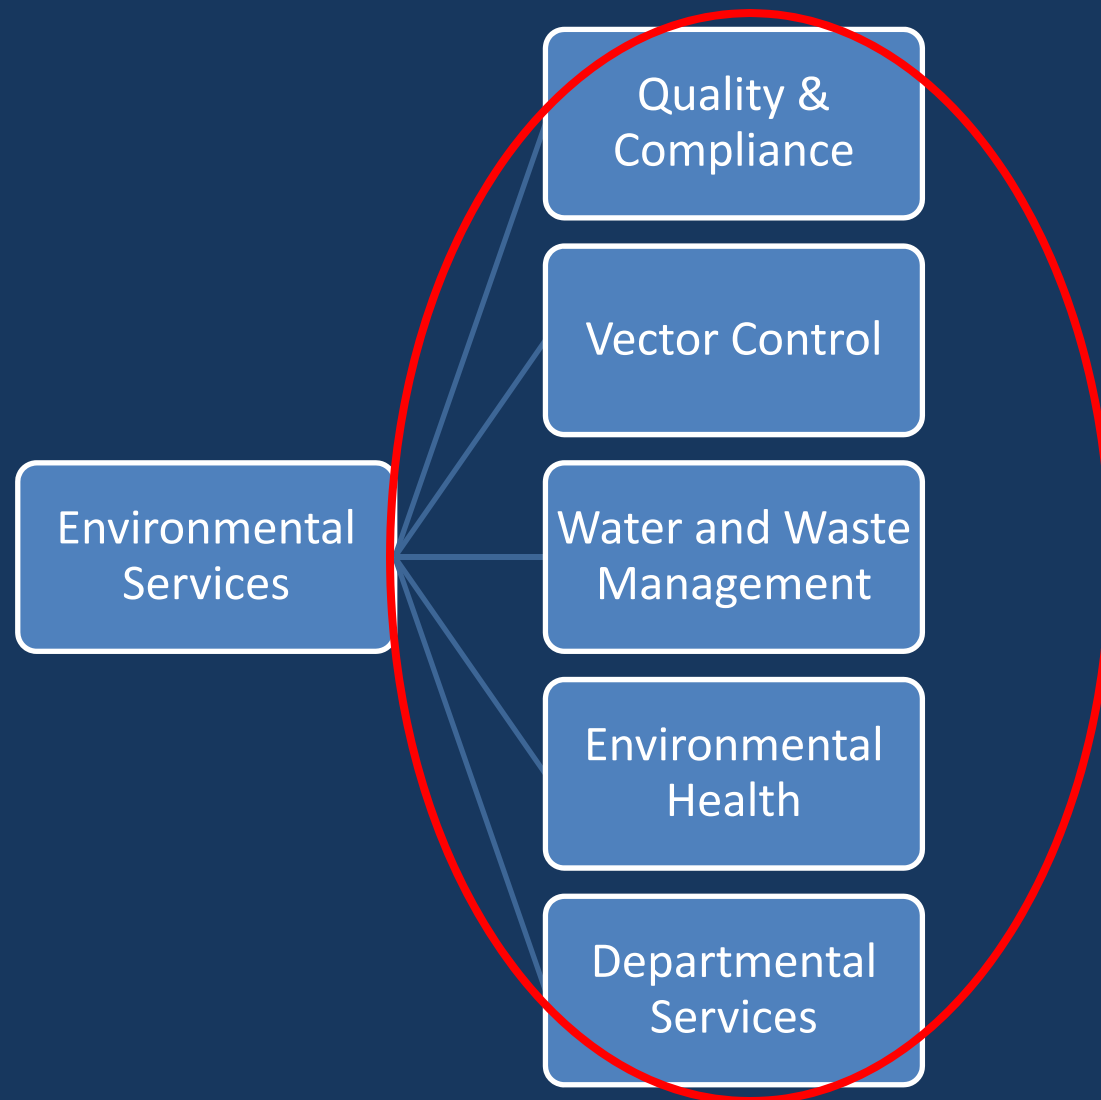 Quality &
Compliance
Vector Control
Environmental
Services
Water and Waste
Management
Environmental
Health
Departmental
Services